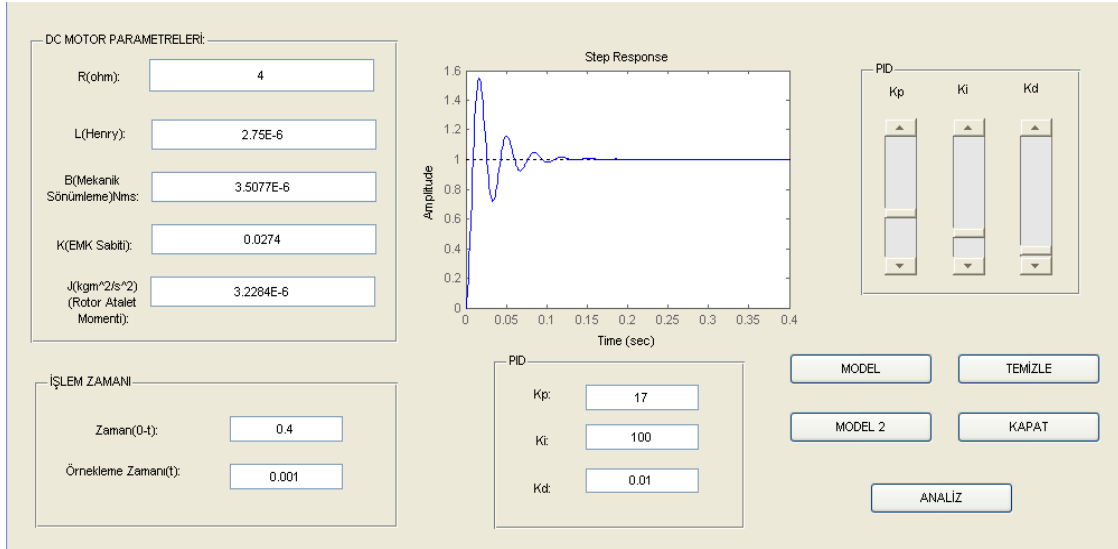 DC MOTOR PARAMETRELERİ:
R(ohm):
4
L(Henry):
2.75E-6
B(Mekanik
Sönümleme)Nms:
3.5077E-6
K(EMK Sabiti):
0.0274
J(kgm^2/s^2)
(Rotor Atalet
Momenti):
3.2284E-6
İŞLEM ZAMANI
Zaman(0-t):
0.4
Örnekleme Zamanı(t):
0.001
Step Response
Amplitude
1.6
1.4
1.2
1
0.8
0.6
0.4
0.2
0
0 0.05 0.1 0.15 0.2 0.25 0.3 0.35 0.4
Time (sec)
PID
Kp:
17
Ki:
100
Kd:
0.01
PID
Kp Ki Kd
MODEL
TEMİZLE
MODEL 2
KAPAT
ANALİZ